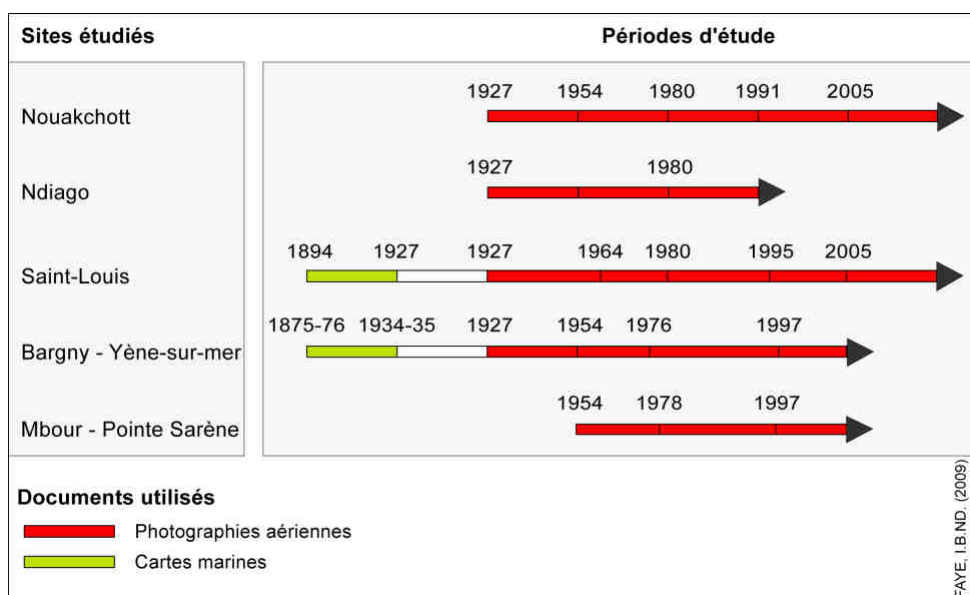 Sites étudiés Périodes d'étude
1927 1954 1980 1991 2005
Nouakchott
1927 1980
Ndiago
1894 1927 1927 1964 1980 1995 2005
Saint-Louis
1875-76 1934-35 1927 1954 1976 1997
Bargny - Yène-sur-mer
1954 1978 1997
Mbour - Pointe Sarène
Documents utilisés
Photographies aériennes
Cartes marines
FAYE, I.B.ND. (2009)